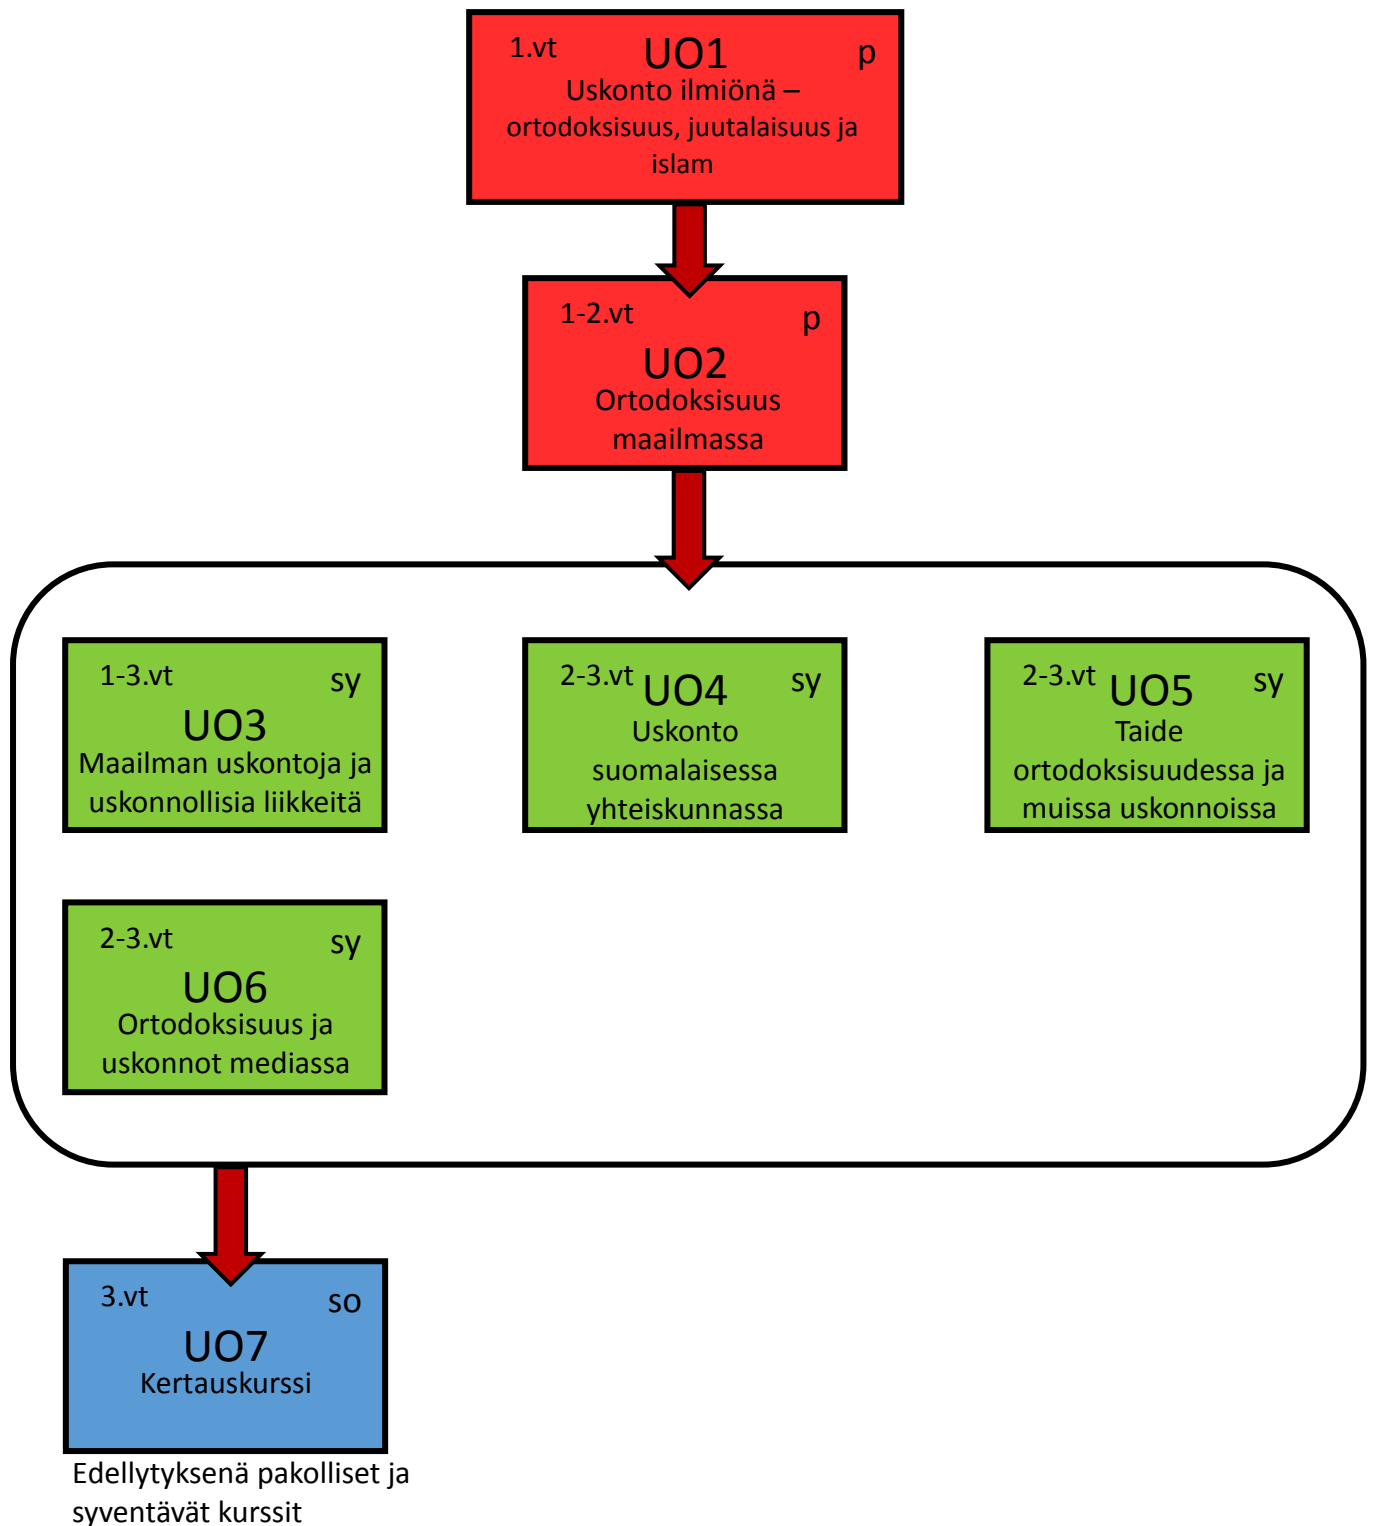 1.vt UO1 p
Uskonto ilmiönä –
ortodoksisuus, juutalaisuus ja
islam
1-2.vt p
UO2
Ortodoksisuus
maailmassa
1-3.vt sy
UO3
Maailman uskontoja ja
uskonnollisia liikkeitä
2-3.vt UO4 sy
Uskonto
suomalaisessa
yhteiskunnassa
2-3.vt UO5 sy
Taide
ortodoksisuudessa ja
muissa uskonnoissa
2-3.vt sy
UO6
Ortodoksisuus ja
uskonnot mediassa
3.vt so
UO7
Kertauskurssi
Edellytyksenä pakolliset ja
syventävät kurssit